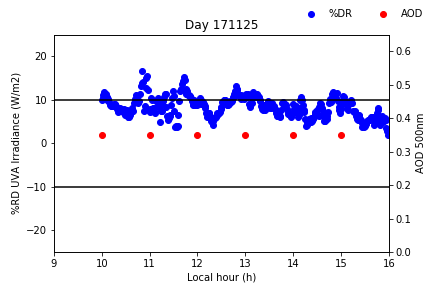 %DR AOD
Day 171125
%RD UVA Irradiance (W/m2)
20
10
0
−10
−20
0.6
0.5
0.4
0.3
0.2
0.1
0.0
AOD 500nm
9 10 11 12 13 14 15 16
Local hour (h)